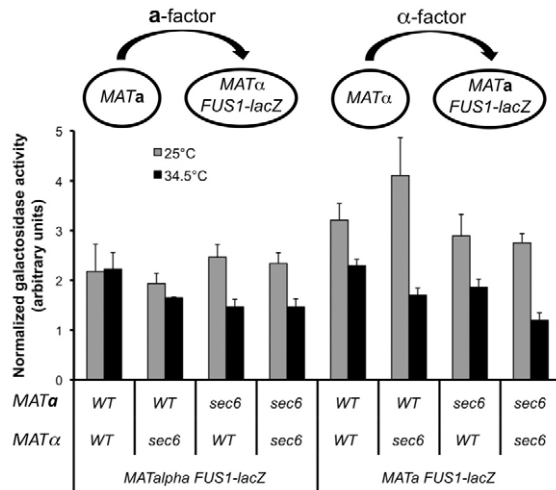 a-factor α-factor
MATa MATα FUS1-lacZ MATα MATa FUS1-lacZ
Normalized galactosidase activity (arbitrary units)
5
4
3
2
1
0
25°C
34.5°C
MATa WT WT sec6 sec6 WT WT sec6 sec6
MATα WT sec6 WT sec6 WT sec6 WT sec6
MATalpha FUS1-lacZ MATa FUS1-lacZ